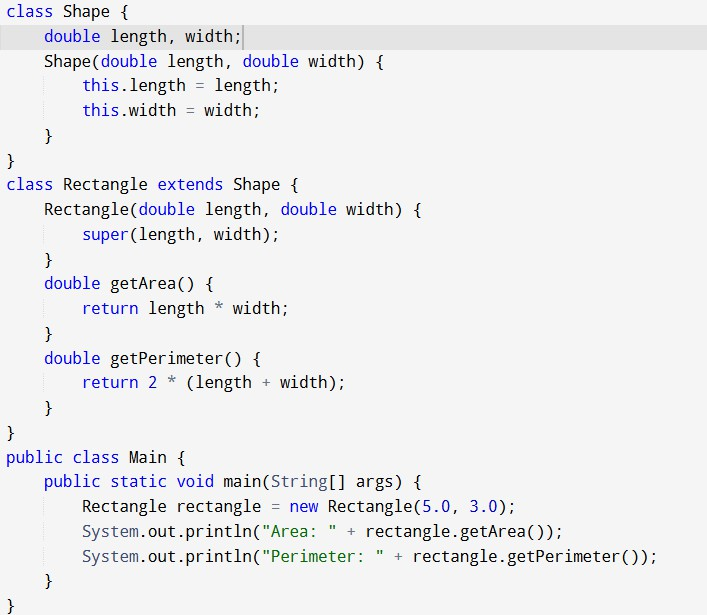 class Shape {
    double length, width;
    Shape(double length, double width) {
        this.length = length;
        this.width = width;
    }
}
class Rectangle extends Shape {
    Rectangle(double length, double width) {
        super(length, width);
    }
    double getArea() {
        return length * width;
    }
    double getPerimeter() {
        return 2 * (length + width);
    }
}
public class Main {
    public static void main(String[] args) {
        Rectangle rectangle = new Rectangle(5.0, 3.0);
        System.out.println("Area: " + rectangle.getArea());
        System.out.println("Perimeter: " + rectangle.getPerimeter());
    }
}